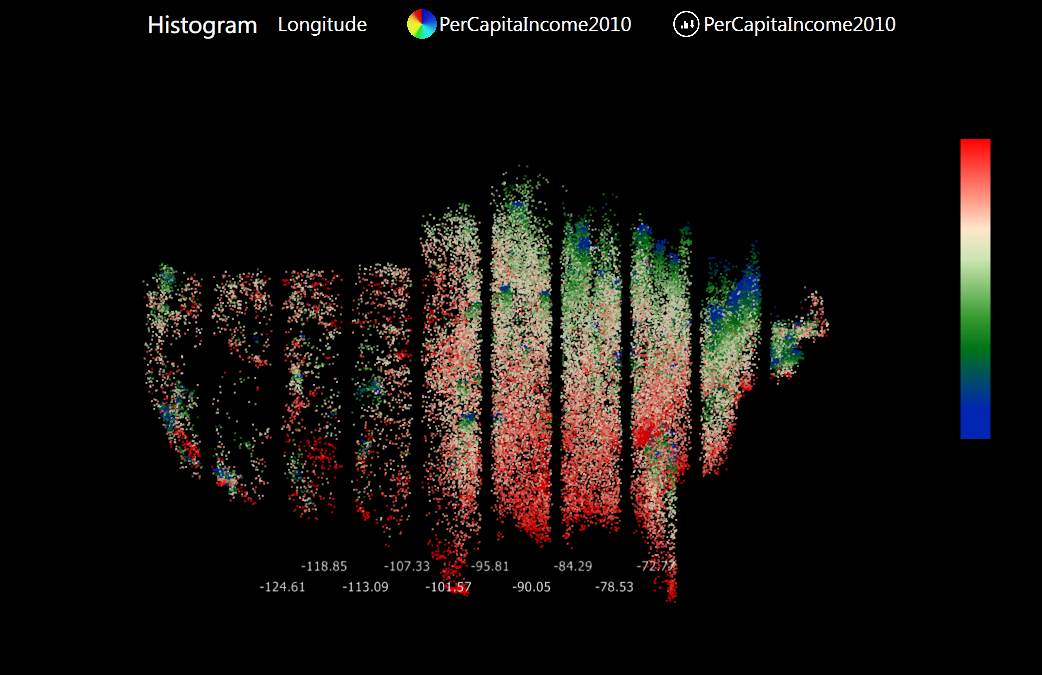 Histogram Longitude PerCapitaIncome2010 PerCapitaIncome2010
-118.85 -107.33 -95.81 -84.29 -72.77
-124.61 -113.09 -101.57 -90.05 -78.53